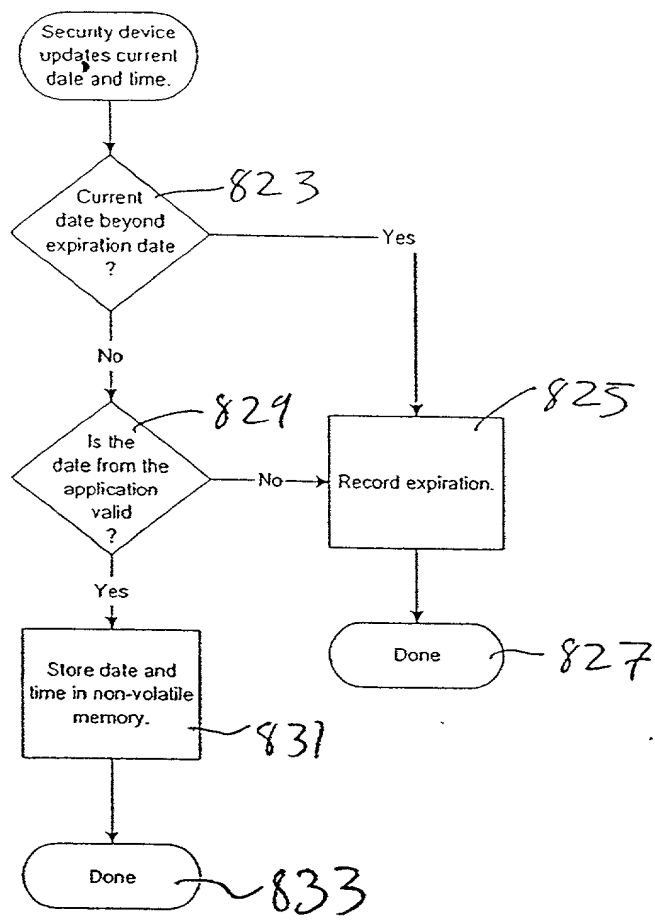 Security device
updates current
date and time.
823
Current
date beyond
expiration date
?
Yes
No
829
Is the
date from the
application
valid
?
No
825
Record expiration.
Yes
Done
827
Store date and
time in non-volatile
memory.
831
Done
833